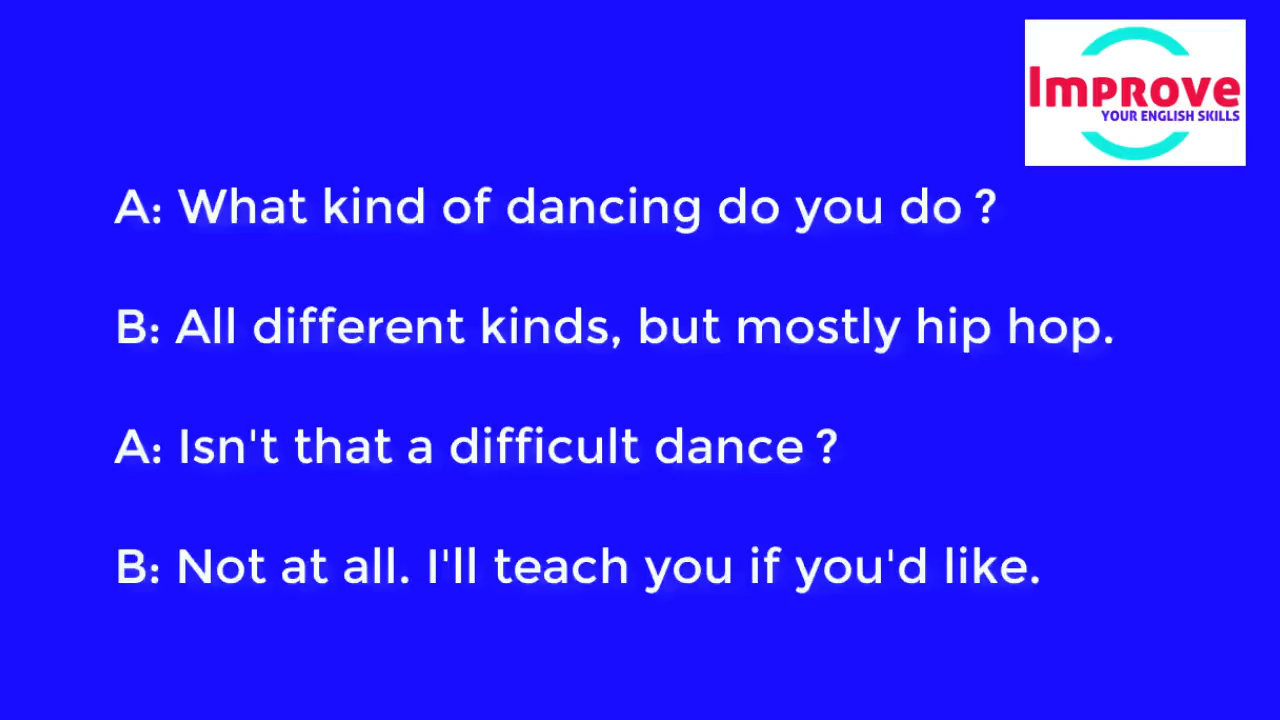 Improve
YOUR ENGLISH SKILLS
A: What kind of dancing do you do ?
B: All different kinds, but mostly hip hop.
A: Isn't that a difficult dance ?
B: Not at all. I'll teach you if you'd like.